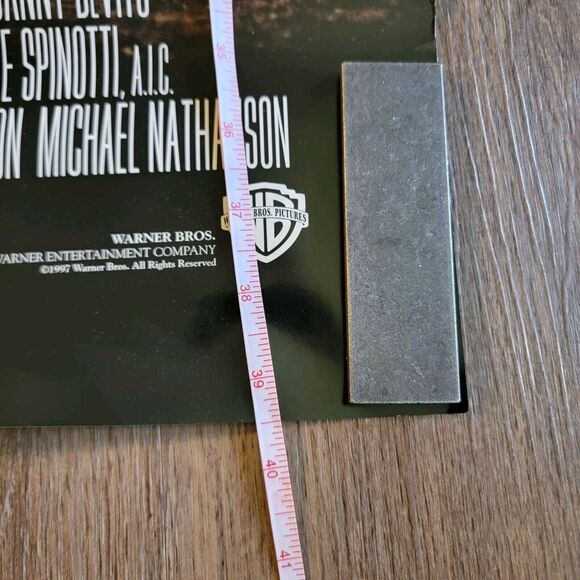 DANNY DEVITO
E SPINOTTI, A.I.C.
ON MICHAEL NATHANSON
BROS. PICTURES
WB
WARNER BROS.
WARNER ENTERTAINMENT COMPANY
©1997 Warner Bros. All Rights Reserved
35
36
37
38
39
40
41